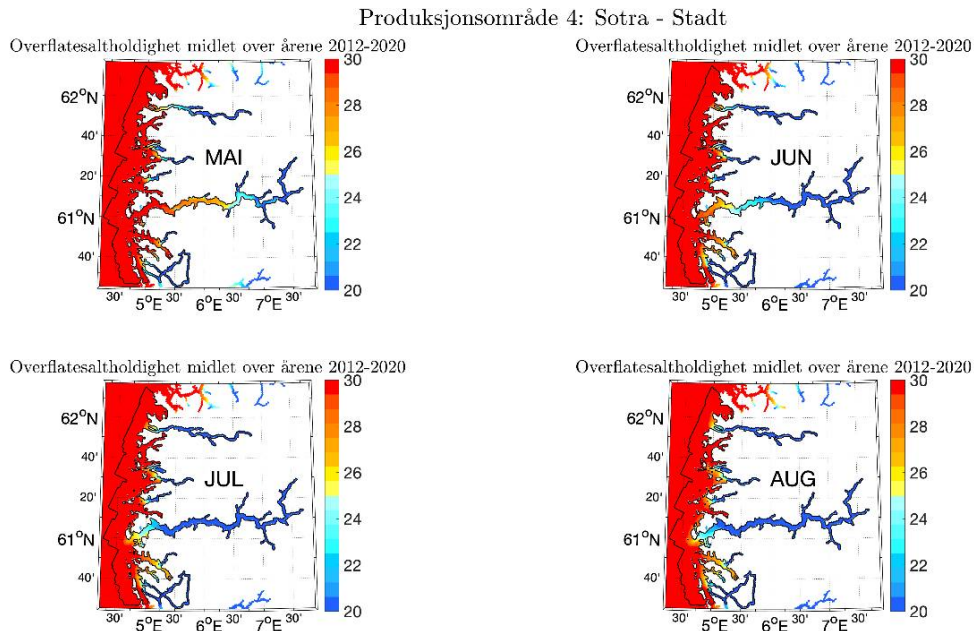 Produksjonsområde 4: Sotra - Stadt
Overflatesaltholdighet midlet over årene 2012-2020
62°N
40'
20'
61°N
40'
30' 5°E 30' 6°E 30' 7°E 30'
MAI
30
28
26
24
22
20
Overflatesaltholdighet midlet over årene 2012-2020
62°N
40'
20'
61°N
40'
30' 5°E 30' 6°E 30' 7°E 30'
JUN
30
28
26
24
22
20
Overflatesaltholdighet midlet over årene 2012-2020
62°N
40'
20'
61°N
40'
30' 5°E 30' 6°E 30' 7°E 30'
JUL
30
28
26
24
22
20
Overflatesaltholdighet midlet over årene 2012-2020
62°N
40'
20'
61°N
40'
30' 5°E 30' 6°E 30' 7°E 30'
AUG
30
28
26
24
22
20